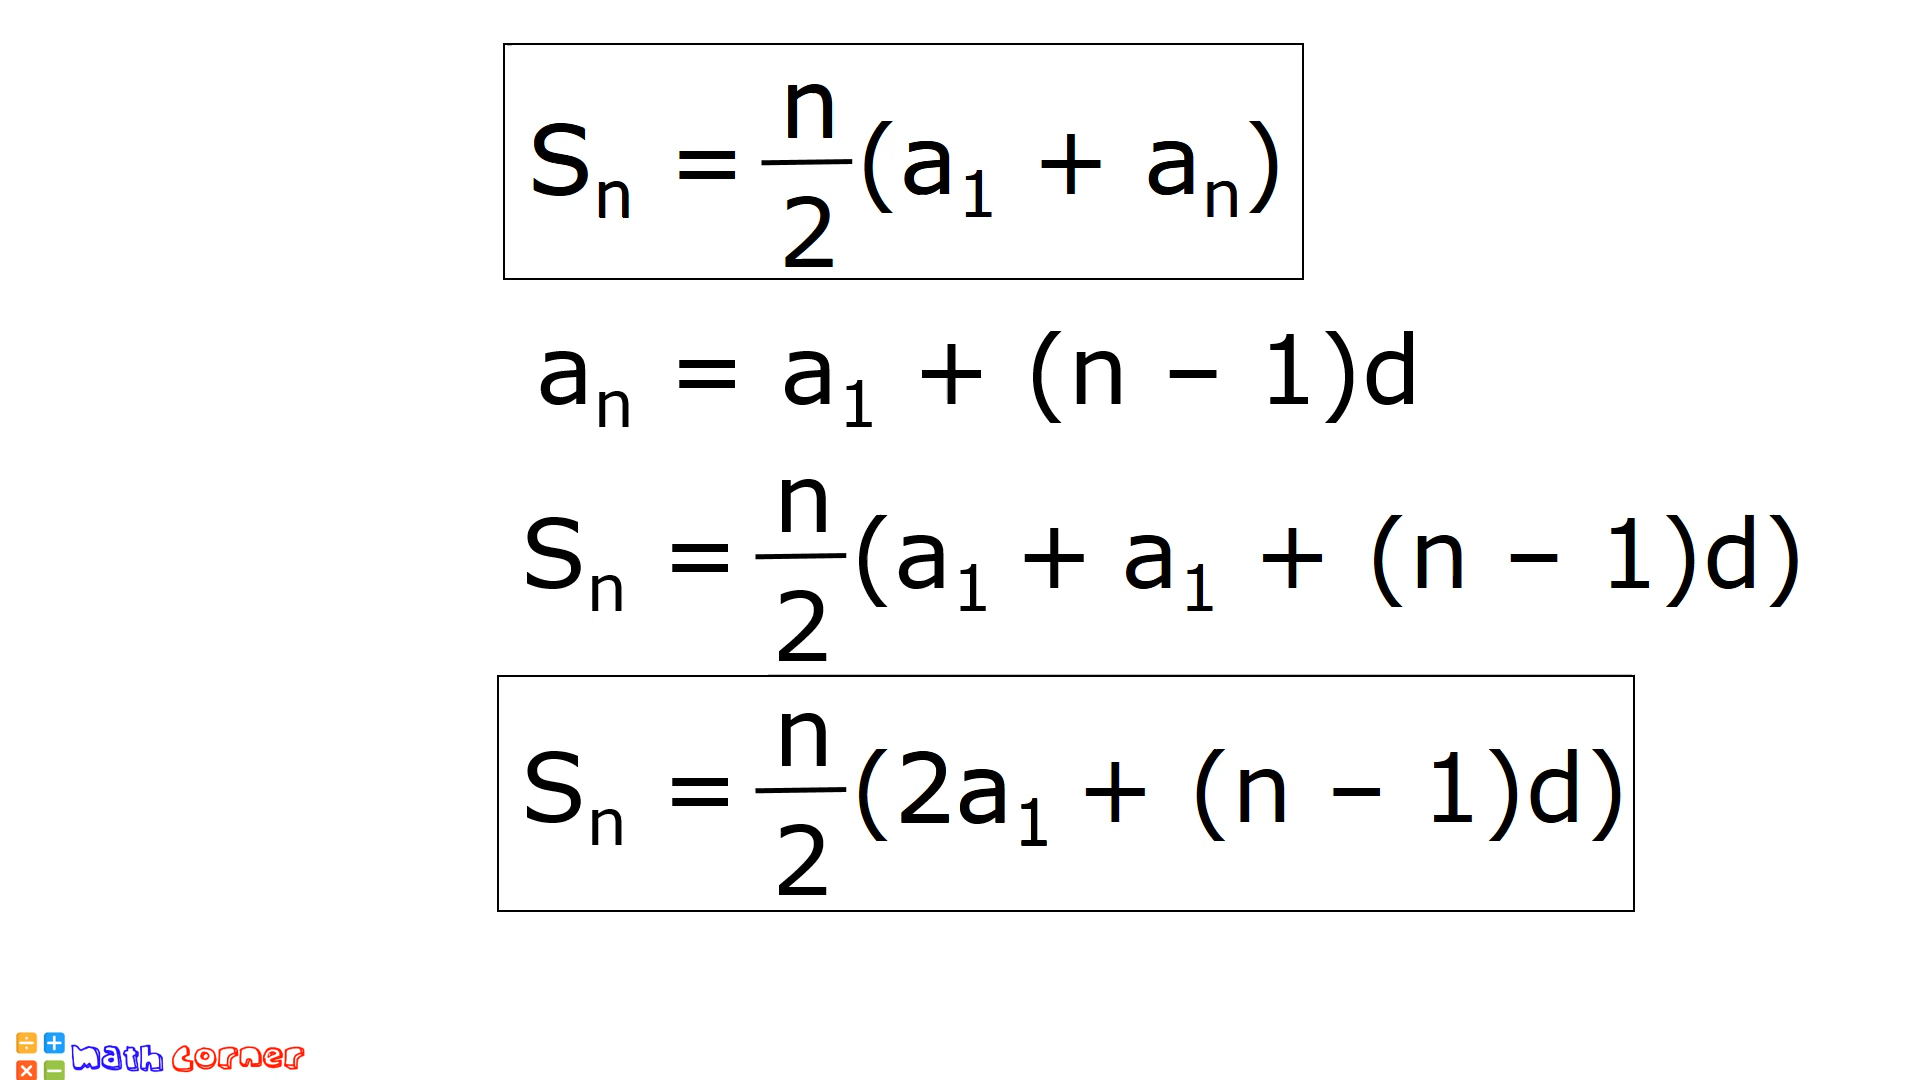 Sₙ = n/2(a₁ + aₙ)
aₙ = a₁ + (n – 1)d
Sₙ = n/2(a₁ + a₁ + (n – 1)d)
Sₙ = n/2(2a₁ + (n – 1)d)
÷ + × − Math Corner